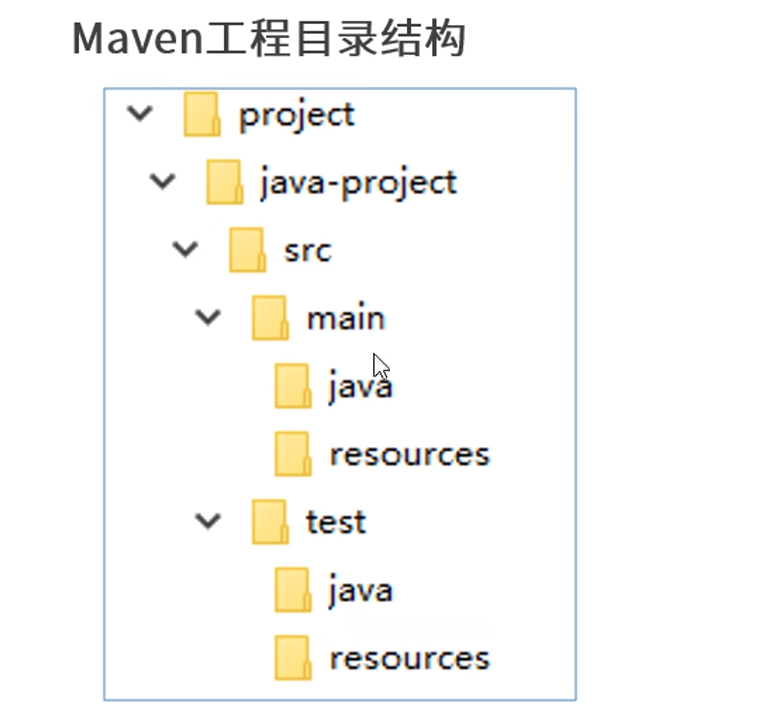 Maven工程目录结构
project
java-project
src
main
java
resources
test
java
resources